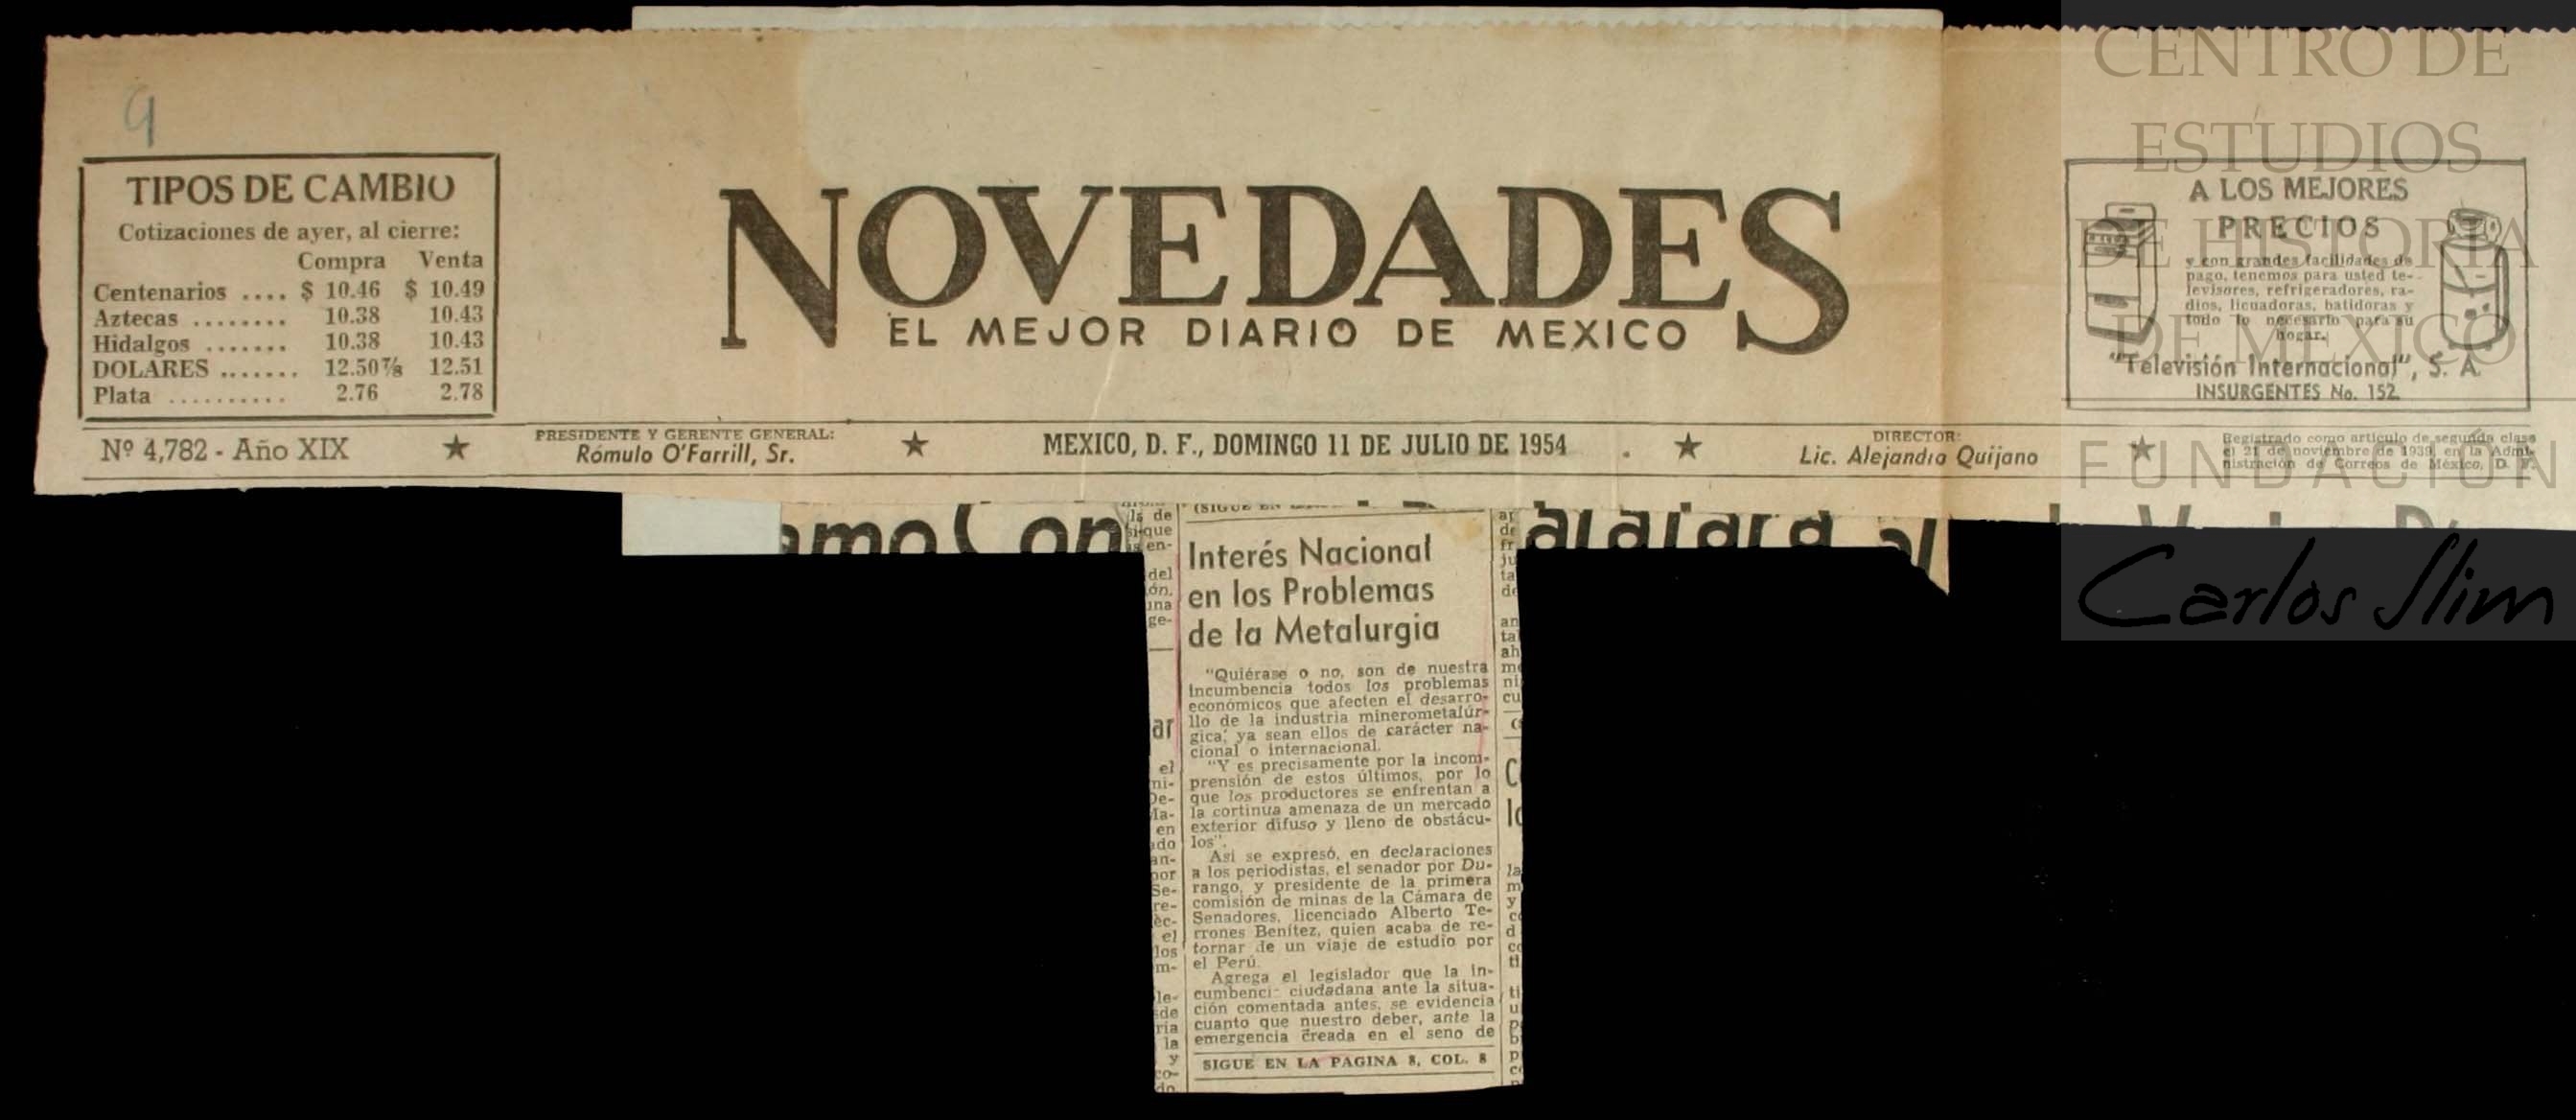 9
TIPOS DE CAMBIO
Cotizaciones de ayer, al cierre:
Compra Venta
Centenarios .... $ 10.46 $ 10.49
Aztecas ........ 10.38 10.43
Hidalgos ....... 10.38 10.43
DOLARES ....... 12.50⅞ 12.51
Plata .......... 2.76 2.78
NOVEDADES
EL MEJOR DIARIO DE MEXICO
A LOS MEJORES
PRECIOS
y con grandes facilidades de
pago, tenemos para usted te-
levisores, refrigeradores, ra-
dios, licuadoras, batidoras y
todo lo necesario para su
hogar.
"Televisión Internacional", S. A.
INSURGENTES No. 152
Nº 4,782 - Año XIX ★ PRESIDENTE Y GERENTE GENERAL:
Rómulo O'Farrill, Sr. ★ MEXICO, D. F., DOMINGO 11 DE JULIO DE 1954 ★ DIRECTOR:
Lic. Alejandro Quijano ★
Registrado como artículo de segunda clase
el 21 de noviembre de 1939, en la Admi-
nistración de Correos de México, D. F.
CENTRO DE
ESTUDIOS
DE HISTORIA
DE MEXICO
FUNDACIÓN
Carlos Slim
Interés Nacional
en los Problemas
de la Metalurgia
"Quiérase o no, son de nuestra
incumbencia todos los problemas
económicos que afecten el desarro-
llo de la industria minerometalúr-
gica; ya sean ellos de carácter na-
cional o internacional.
"Y es precisamente por la incom-
prensión de estos últimos, por lo
que los productores se enfrentan a
la cortinua amenaza de un mercado
exterior difuso y lleno de obstácu-
los".
Así se expresó, en declaraciones
a los periodistas, el senador por Du-
rango, y presidente de la primera
comisión de minas de la Cámara de
Senadores, licenciado Alberto Te-
rrones Benítez, quien acaba de re-
tornar de un viaje de estudio por
el Perú.
Agrega el legislador que la in-
cumbenci- ciudadana ante la situa-
ción comentada antes, se evidencia
cuanto que nuestro deber, ante la
emergencia creada en el seno de
SIGUE EN LA PAGINA 8, COL. 8